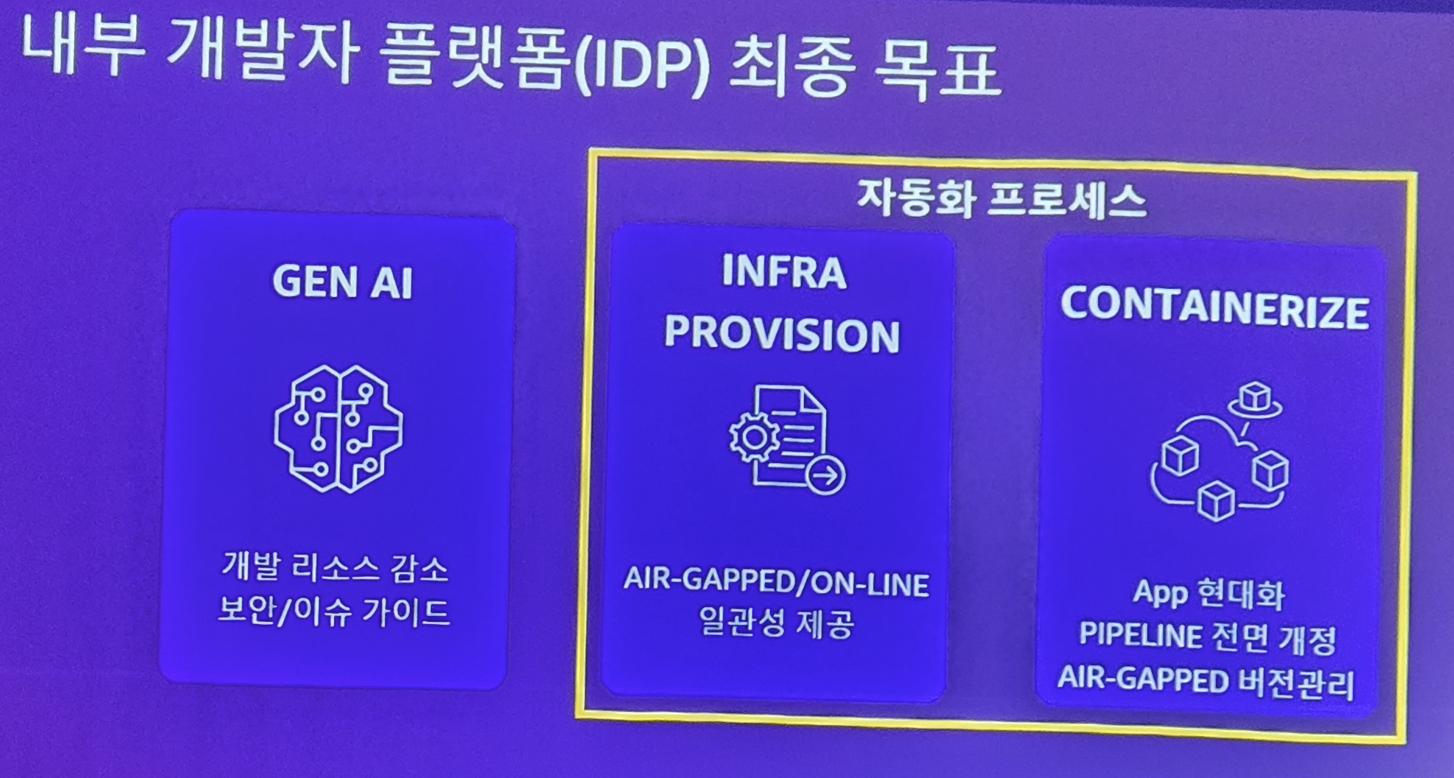 내부 개발자 플랫폼(IDP) 최종 목표
자동화 프로세스
GEN AI
개발 리소스 감소
보안/이슈 가이드
INFRA
PROVISION
AIR-GAPPED/ON-LINE
일관성 제공
CONTAINERIZE
App 현대화
PIPELINE 전면 개정
AIR-GAPPED 버전관리